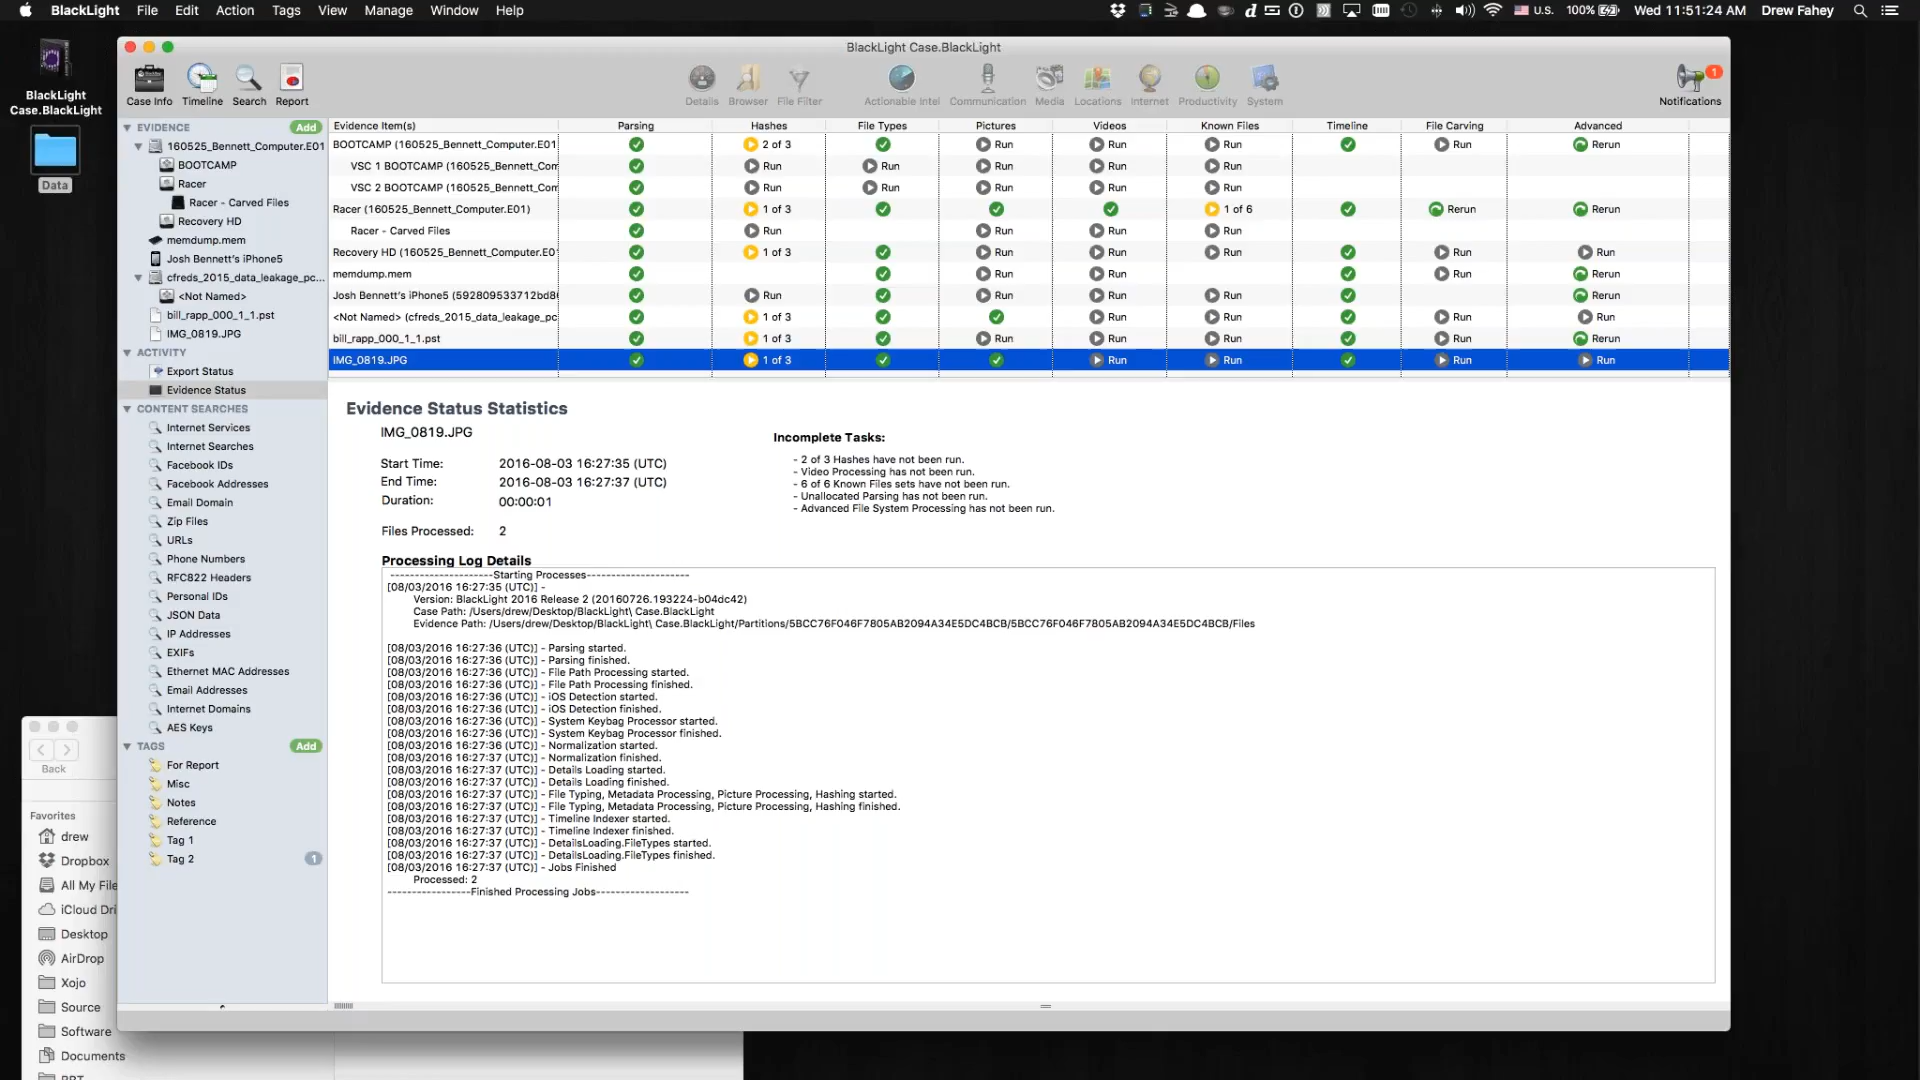 BlackLight File Edit Action Tags View Manage Window Help
U.S. 100% Wed 11:51:24 AM Drew Fahey
BlackLight
Case.BlackLight
Data
BlackLight Case.BlackLight
Case Info Timeline Search Report
Details Browser File Filter Actionable Intel Communication Media Locations Internet Productivity System
1
Notifications
EVIDENCE Add
160525_Bennett_Computer.E01
BOOTCAMP
Racer
Racer - Carved Files
Recovery HD
memdump.mem
Josh Bennett's iPhone5
cfreds_2015_data_leakage_pc...
<Not Named>
bill_rapp_000_1_1.pst
IMG_0819.JPG
ACTIVITY
Export Status
Evidence Status
CONTENT SEARCHES
Internet Services
Internet Searches
Facebook IDs
Facebook Addresses
Email Domain
Zip Files
URLs
Phone Numbers
RFC822 Headers
Personal IDs
JSON Data
IP Addresses
EXIFs
Ethernet MAC Addresses
Email Addresses
Internet Domains
AES Keys
TAGS Add
For Report
Misc
Notes
Reference
Tag 1
Tag 2 1
Evidence Item(s) Parsing Hashes File Types Pictures Videos Known Files Timeline File Carving Advanced
BOOTCAMP (160525_Bennett_Computer.E01 2 of 3 Run Run Run Run Rerun
VSC 1 BOOTCAMP (160525_Bennett_Com Run Run Run Run Run
VSC 2 BOOTCAMP (160525_Bennett_Com Run Run Run Run Run
Racer (160525_Bennett_Computer.E01) 1 of 3 1 of 6 Rerun Rerun
Racer - Carved Files Run Run Run Run
Recovery HD (160525_Bennett_Computer.E0 1 of 3 Run Run Run Run Run
memdump.mem Run Run Run Rerun
Josh Bennett's iPhone5 (592809533712bd8 Run Run Run Run Rerun
<Not Named> (cfreds_2015_data_leakage_pc 1 of 3 Run Run Run Run
bill_rapp_000_1_1.pst 1 of 3 Run Run Run Run Rerun
IMG_0819.JPG 1 of 3 Run Run Run Run
Evidence Status Statistics
IMG_0819.JPG
Start Time: 2016-08-03 16:27:35 (UTC)
End Time: 2016-08-03 16:27:37 (UTC)
Duration: 00:00:01
Files Processed: 2
Incomplete Tasks:
- 2 of 3 Hashes have not been run.
- Video Processing has not been run.
- 6 of 6 Known Files sets have not been run.
- Unallocated Parsing has not been run.
- Advanced File System Processing has not been run.
Processing Log Details
---------------------Starting Processes---------------------
[08/03/2016 16:27:35 (UTC)] -
Version: BlackLight 2016 Release 2 (20160726.193224-b04dc42)
Case Path: /Users/drew/Desktop/BlackLight\ Case.BlackLight
Evidence Path: /Users/drew/Desktop/BlackLight\ Case.BlackLight/Partitions/5BCC76F046F7805AB2094A34E5DC4BCB/5BCC76F046F7805AB2094A34E5DC4BCB/Files
[08/03/2016 16:27:36 (UTC)] - Parsing started.
[08/03/2016 16:27:36 (UTC)] - Parsing finished.
[08/03/2016 16:27:36 (UTC)] - File Path Processing started.
[08/03/2016 16:27:36 (UTC)] - File Path Processing finished.
[08/03/2016 16:27:36 (UTC)] - iOS Detection started.
[08/03/2016 16:27:36 (UTC)] - iOS Detection finished.
[08/03/2016 16:27:36 (UTC)] - System Keybag Processor started.
[08/03/2016 16:27:36 (UTC)] - System Keybag Processor finished.
[08/03/2016 16:27:36 (UTC)] - Normalization started.
[08/03/2016 16:27:37 (UTC)] - Normalization finished.
[08/03/2016 16:27:37 (UTC)] - Details Loading started.
[08/03/2016 16:27:37 (UTC)] - Details Loading finished.
[08/03/2016 16:27:37 (UTC)] - File Typing, Metadata Processing, Picture Processing, Hashing started.
[08/03/2016 16:27:37 (UTC)] - File Typing, Metadata Processing, Picture Processing, Hashing finished.
[08/03/2016 16:27:37 (UTC)] - Timeline Indexer started.
[08/03/2016 16:27:37 (UTC)] - Timeline Indexer finished.
[08/03/2016 16:27:37 (UTC)] - DetailsLoading.FileTypes started.
[08/03/2016 16:27:37 (UTC)] - DetailsLoading.FileTypes finished.
[08/03/2016 16:27:37 (UTC)] - Jobs Finished
Processed: 2
-----------------Finished Processing Jobs-------------------
Back
Favorites
drew
Dropbox
All My File
iCloud Dri
Desktop
AirDrop
Xojo
Source
Software
Documents